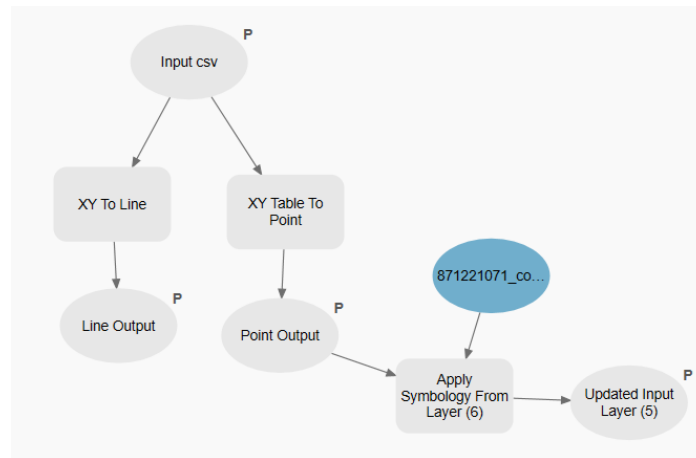 P
Input csv
XY To Line
XY Table To
Point
871221071_co...
P
Line Output
P
Point Output
Apply
Symbology From
Layer (6)
P
Updated Input
Layer (5)